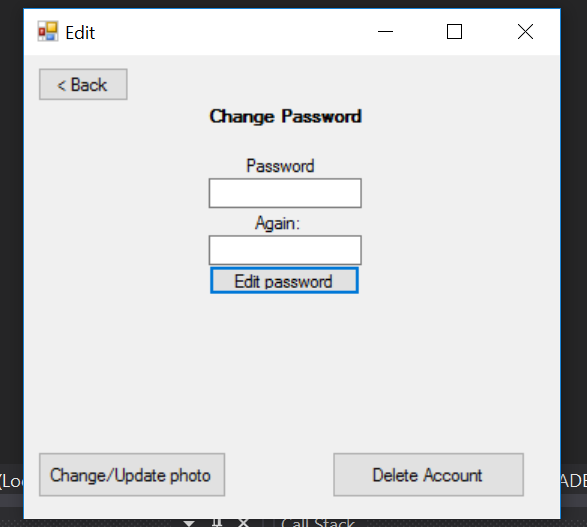 Edit
< Back
Change Password
Password
Again:
Edit password
Change/Update photo
Delete Account
Call Stack